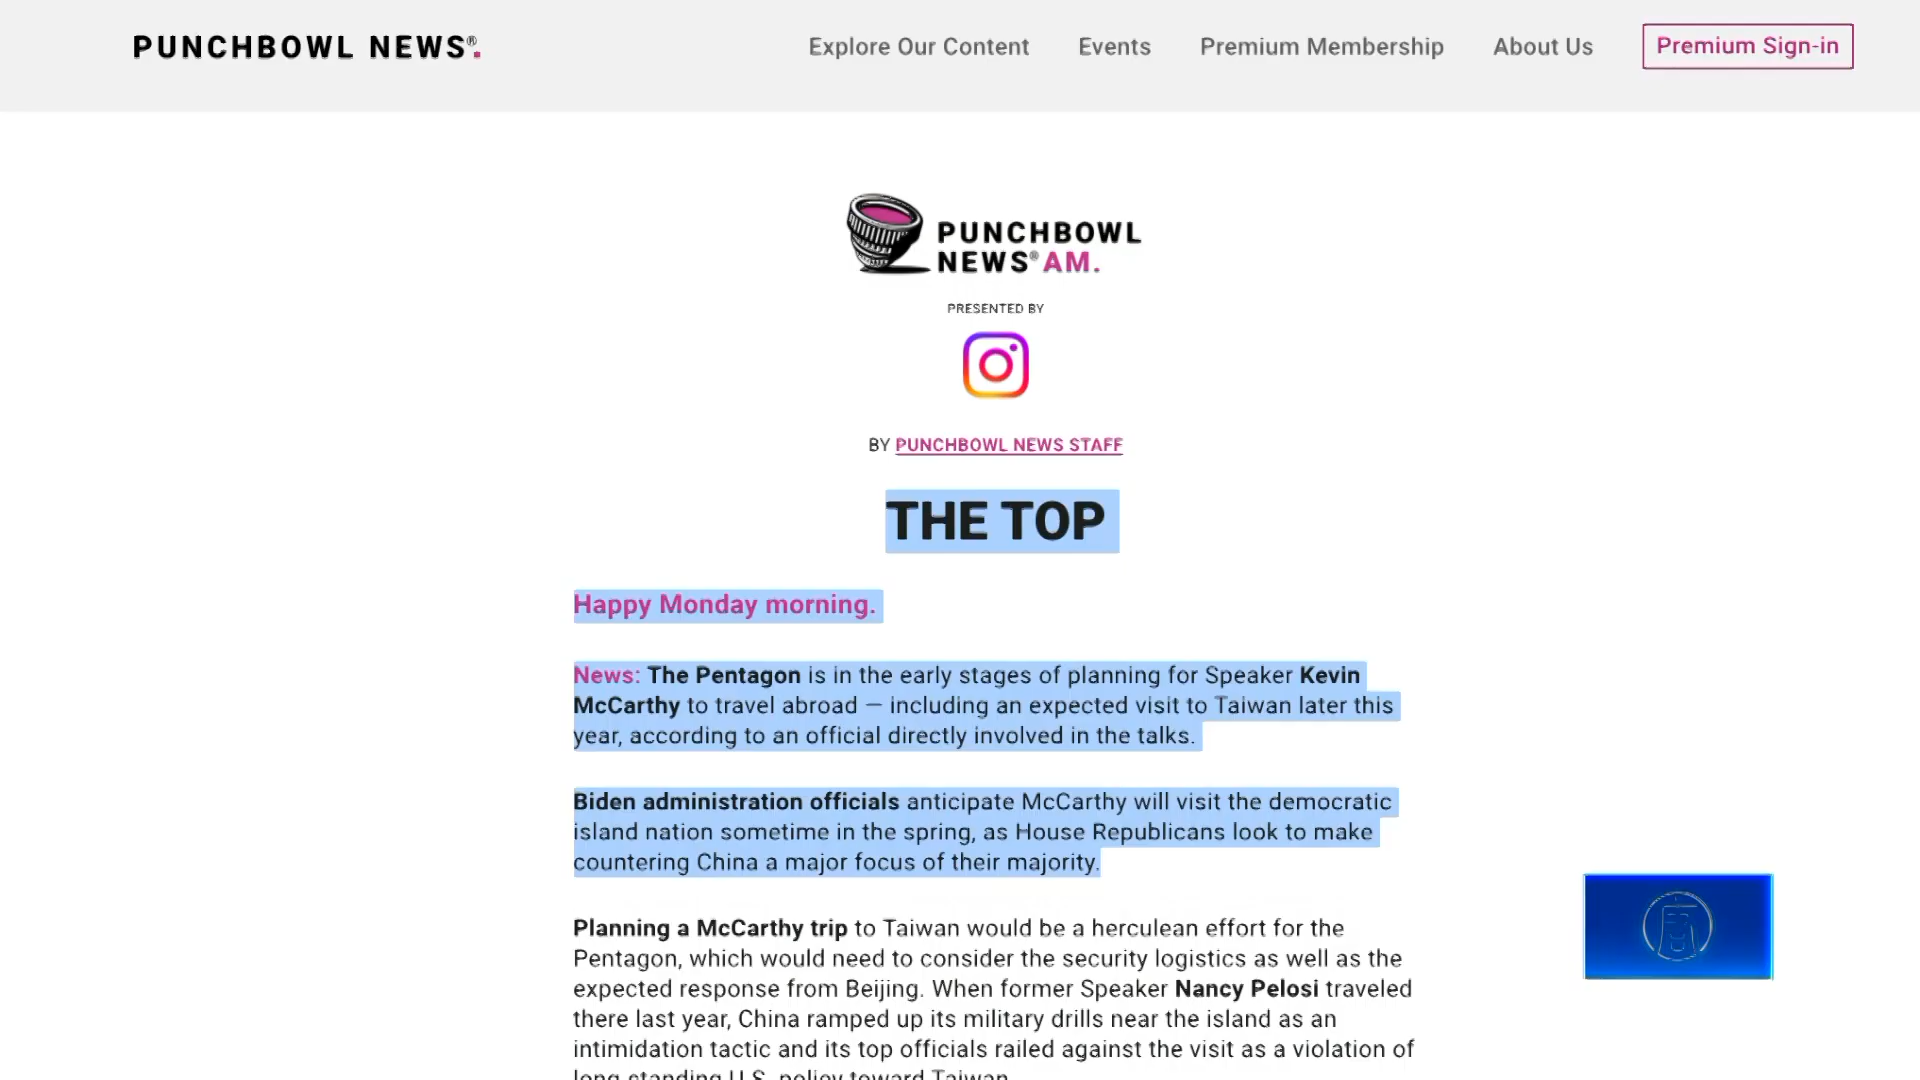 PUNCHBOWL NEWS®.
Explore Our Content
Events
Premium Membership
About Us
Premium Sign-in
PUNCHBOWL
NEWS® AM.
PRESENTED BY
BY PUNCHBOWL NEWS STAFF
THE TOP
Happy Monday morning.
News: The Pentagon is in the early stages of planning for Speaker Kevin
McCarthy to travel abroad — including an expected visit to Taiwan later this
year, according to an official directly involved in the talks.
Biden administration officials anticipate McCarthy will visit the democratic
island nation sometime in the spring, as House Republicans look to make
countering China a major focus of their majority.
Planning a McCarthy trip to Taiwan would be a herculean effort for the
Pentagon, which would need to consider the security logistics as well as the
expected response from Beijing. When former Speaker Nancy Pelosi traveled
there last year, China ramped up its military drills near the island as an
intimidation tactic and its top officials railed against the visit as a violation of
long-standing U.S. policy toward Taiwan.